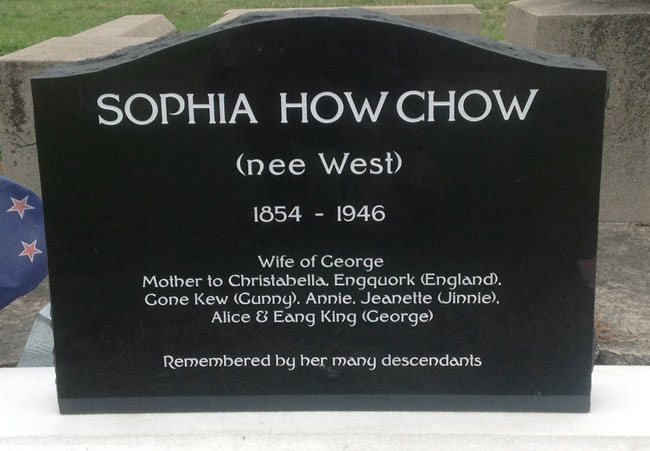 SOPHIA HOW CHOW
(nee West)
1854 - 1946
Wife of George
Mother to Christabella, Engquork (England),
Gone Kew (Gunny), Annie, Jeanette (Jinnie),
Alice & Eang King (George)
Remembered by her many descendants